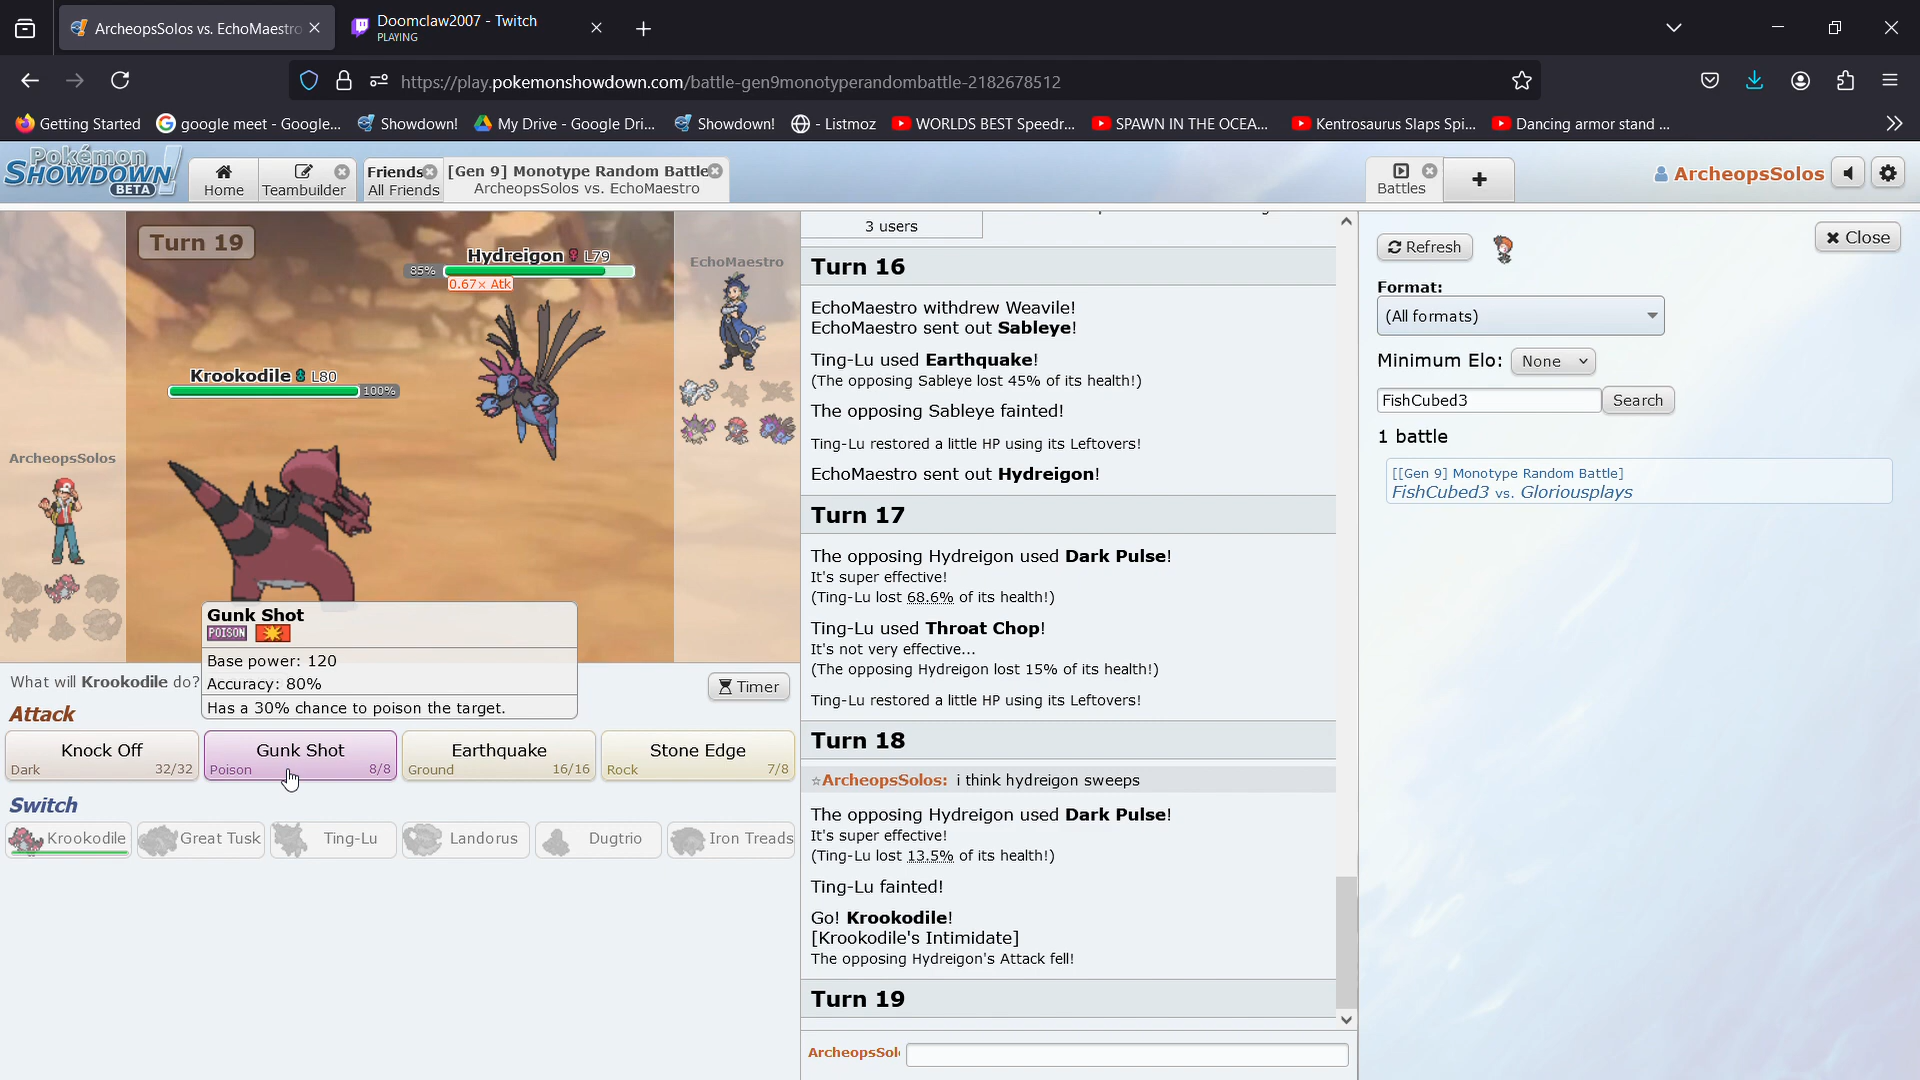 ArcheopsSolos vs. EchoMaestro
Doomclaw2007 - Twitch
PLAYING
https://play.pokemonshowdown.com/battle-gen9monotyperandombattle-2182678512
Getting Started
google meet - Google...
Showdown!
My Drive - Google Dri...
Showdown!
- Listmoz
WORLDS BEST Speedr...
SPAWN IN THE OCEA...
Kentrosaurus Slaps Spi...
Dancing armor stand ...
Pokémon
SHOWDOWN!
BETA
Home
Teambuilder
Friends
All Friends
[Gen 9] Monotype Random Battle
ArcheopsSolos vs. EchoMaestro
Battles
ArcheopsSolos
Turn 19
Hydreigon L79
85%
0.67× Atk
EchoMaestro
Krookodile L80
100%
ArcheopsSolos
Gunk Shot
POISON
Base power: 120
Accuracy: 80%
Has a 30% chance to poison the target.
What will Krookodile do?
Timer
Attack
Knock Off
Dark 32/32
Gunk Shot
Poison 8/8
Earthquake
Ground 16/16
Stone Edge
Rock 7/8
Switch
Krookodile
Great Tusk
Ting-Lu
Landorus
Dugtrio
Iron Treads
3 users
Turn 16
EchoMaestro withdrew Weavile!
EchoMaestro sent out Sableye!
Ting-Lu used Earthquake!
(The opposing Sableye lost 45% of its health!)
The opposing Sableye fainted!
Ting-Lu restored a little HP using its Leftovers!
EchoMaestro sent out Hydreigon!
Turn 17
The opposing Hydreigon used Dark Pulse!
It's super effective!
(Ting-Lu lost 68.6% of its health!)
Ting-Lu used Throat Chop!
It's not very effective...
(The opposing Hydreigon lost 15% of its health!)
Ting-Lu restored a little HP using its Leftovers!
Turn 18
☆ArcheopsSolos: i think hydreigon sweeps
The opposing Hydreigon used Dark Pulse!
It's super effective!
(Ting-Lu lost 13.5% of its health!)
Ting-Lu fainted!
Go! Krookodile!
[Krookodile's Intimidate]
The opposing Hydreigon's Attack fell!
Turn 19
ArcheopsSol
Refresh
Close
Format:
(All formats)
Minimum Elo: None
FishCubed3
Search
1 battle
[[Gen 9] Monotype Random Battle]
FishCubed3 vs. Gloriousplays